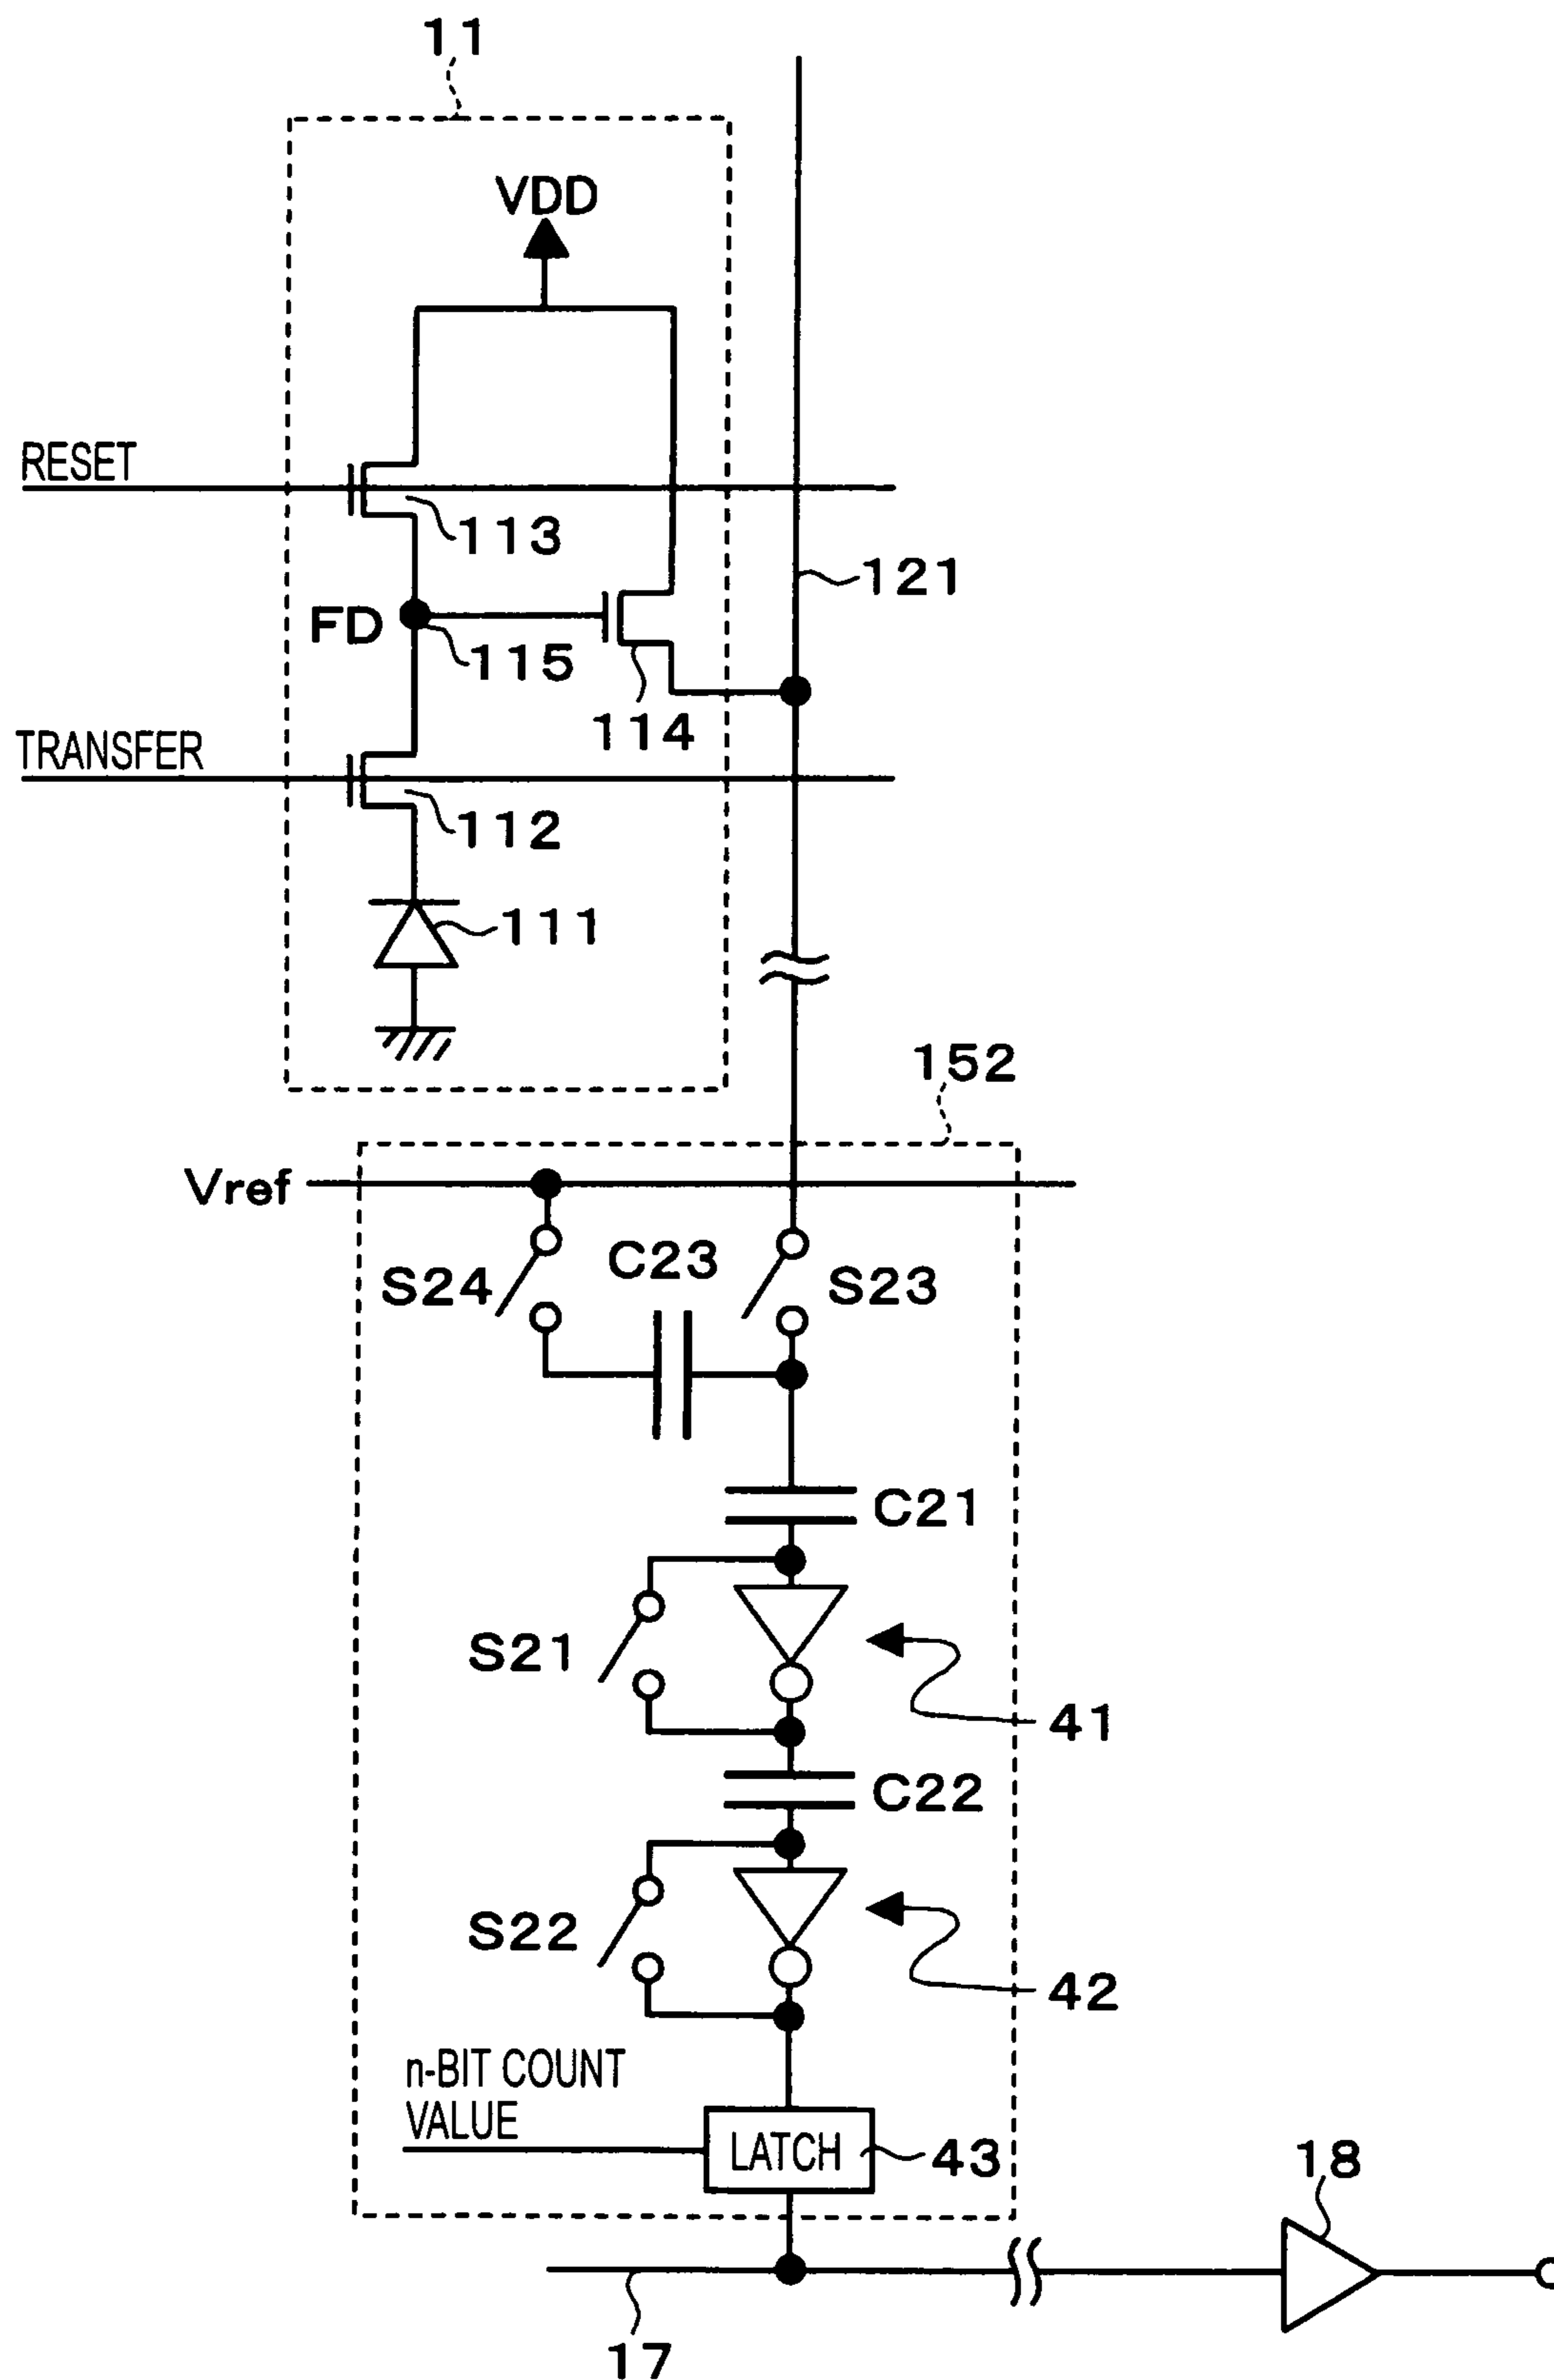 11
VDD
RESET
113
121
FD
115
114
TRANSFER
112
111
152
Vref
C23
S24
S23
C21
S21
41
C22
S22
42
n-BIT COUNT
VALUE
LATCH
43
18
17